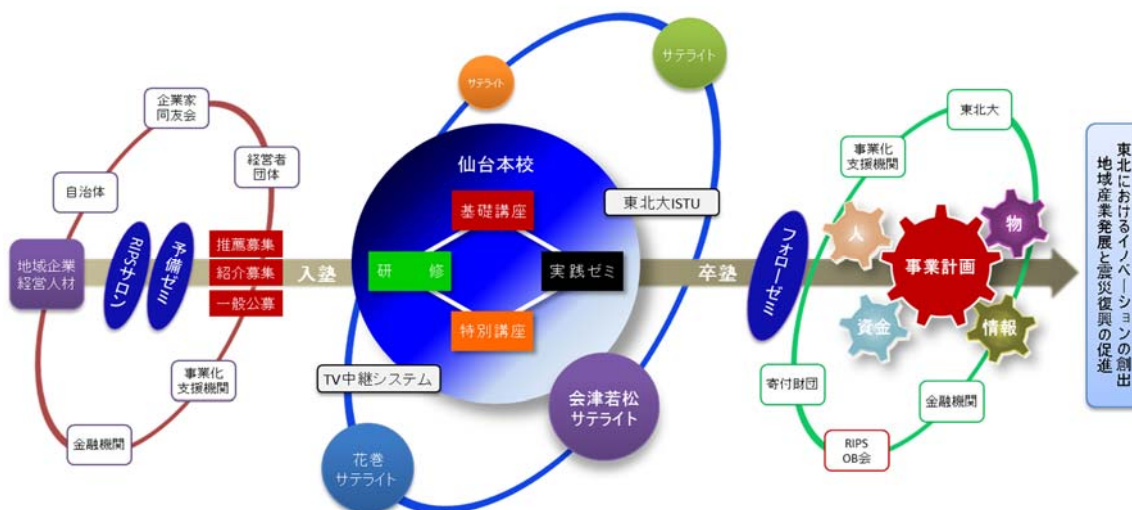 企業家
同友会
経営者
団体
自治体
地域企業
経営人材
RIPSサロン
予備ゼミ
推薦募集
紹介募集
一般公募
事業化
支援機関
金融機関
入塾
サテライト
サテライト
仙台本校
基礎講座
研 修
実践ゼミ
特別講座
東北大ISTU
TV中継システム
会津若松
サテライト
花巻
サテライト
卒塾
フォローゼミ
東北大
事業化
支援機関
人
物
事業計画
資金
情報
寄付財団
金融機関
RIPS
OB会
東北におけるイノベーションの創出
地域産業発展と震災復興の促進